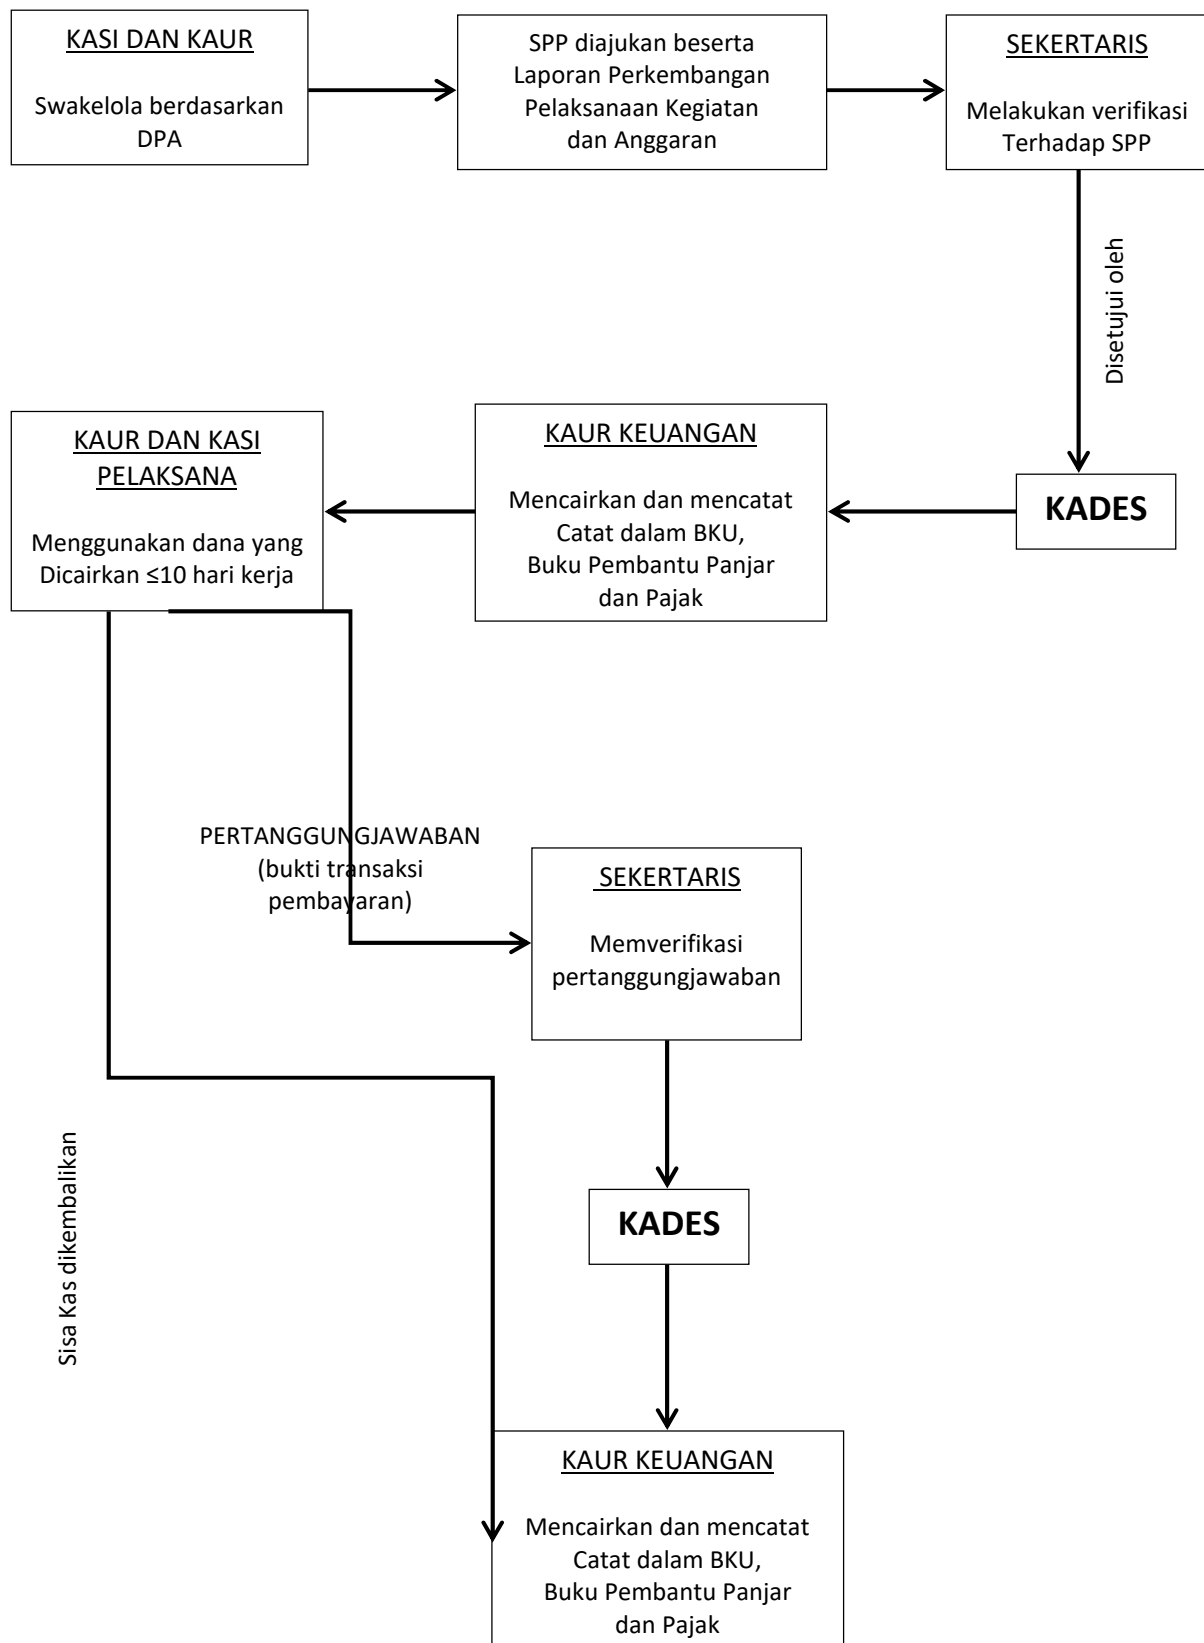 KASI DAN KAUR
Swakelola berdasarkan
DPA
SPP diajukan beserta
Laporan Perkembangan
Pelaksanaan Kegiatan
dan Anggaran
SEKERTARIS
Melakukan verifikasi
Terhadap SPP
Disetujui oleh
KADES
KAUR KEUANGAN
Mencairkan dan mencatat
Catat dalam BKU,
Buku Pembantu Panjar
dan Pajak
KAUR DAN KASI
PELAKSANA
Menggunakan dana yang
Dicairkan ≤10 hari kerja
PERTANGGUNGJAWABAN
(bukti transaksi
pembayaran)
SEKERTARIS
Memverifikasi
pertanggungjawaban
KADES
Sisa Kas dikembalikan
KAUR KEUANGAN
Mencairkan dan mencatat
Catat dalam BKU,
Buku Pembantu Panjar
dan Pajak